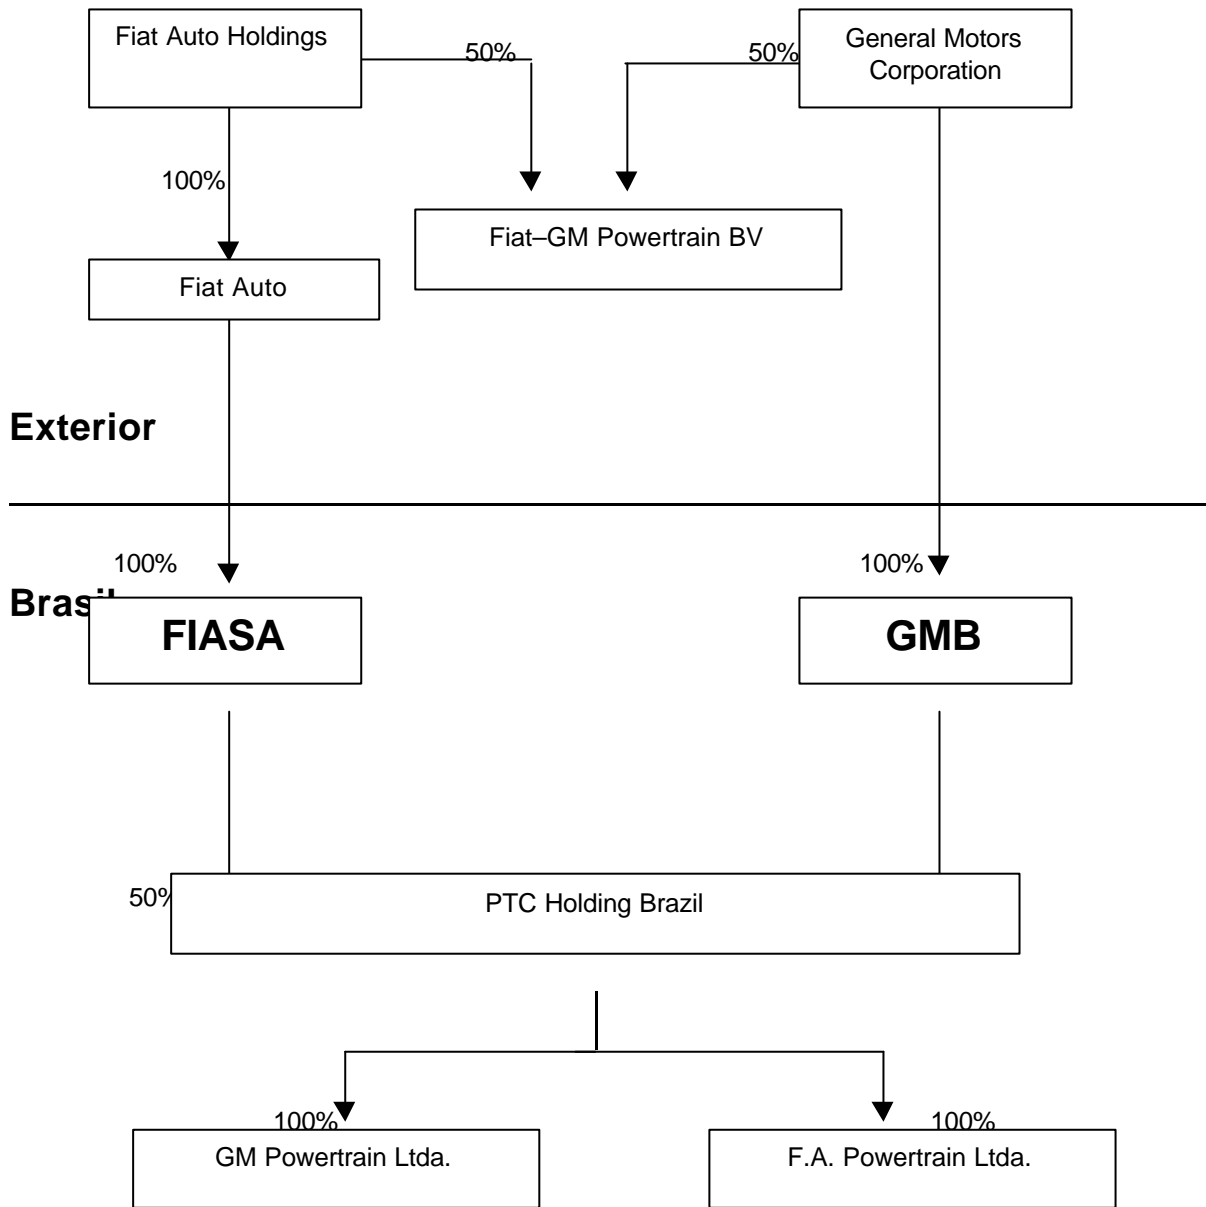 Fiat Auto Holdings
50%
50%
General Motors
Corporation
100%
Fiat–GM Powertrain BV
Fiat Auto
Exterior
100%
100%
Brasil
FIASA
GMB
50%
PTC Holding Brazil
100%
100%
GM Powertrain Ltda.
F.A. Powertrain Ltda.